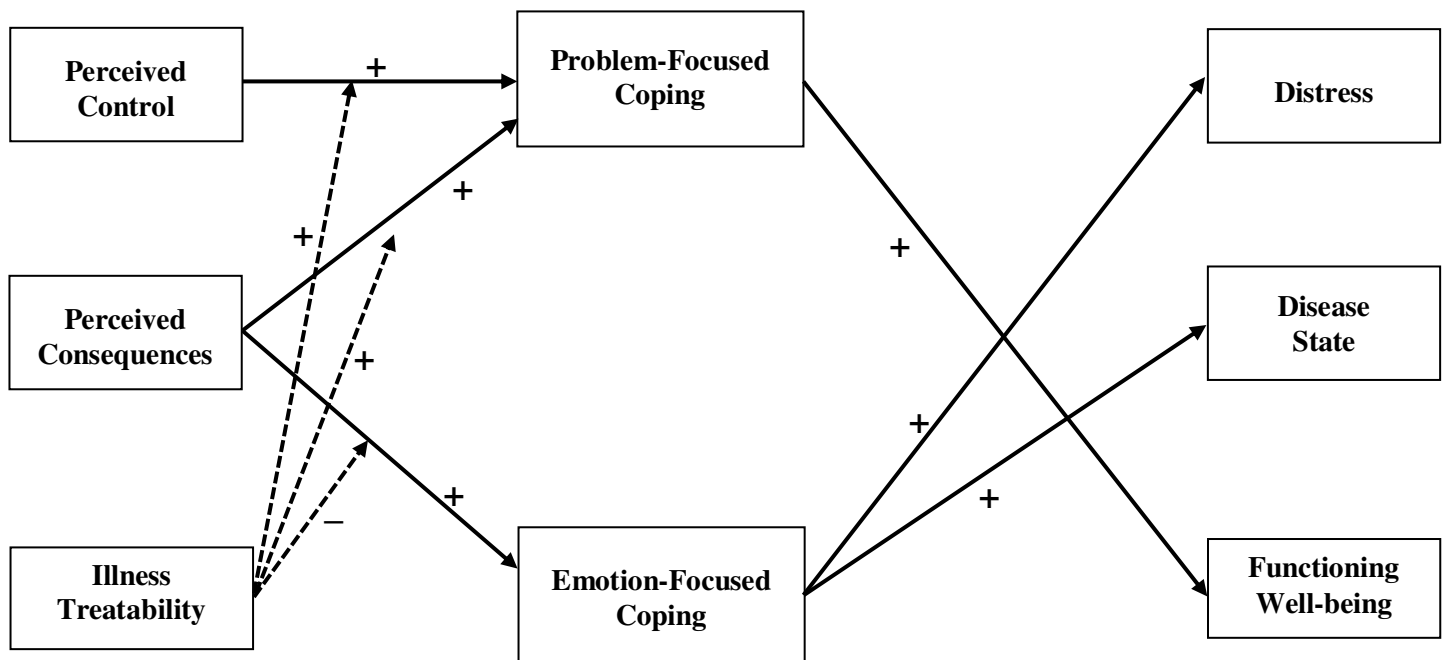 Perceived
Control
+
Problem-Focused
Coping
Distress
+
+
+
Perceived
Consequences
+
Disease
State
+
+
–
+
Illness
Treatability
Emotion-Focused
Coping
Functioning
Well-being